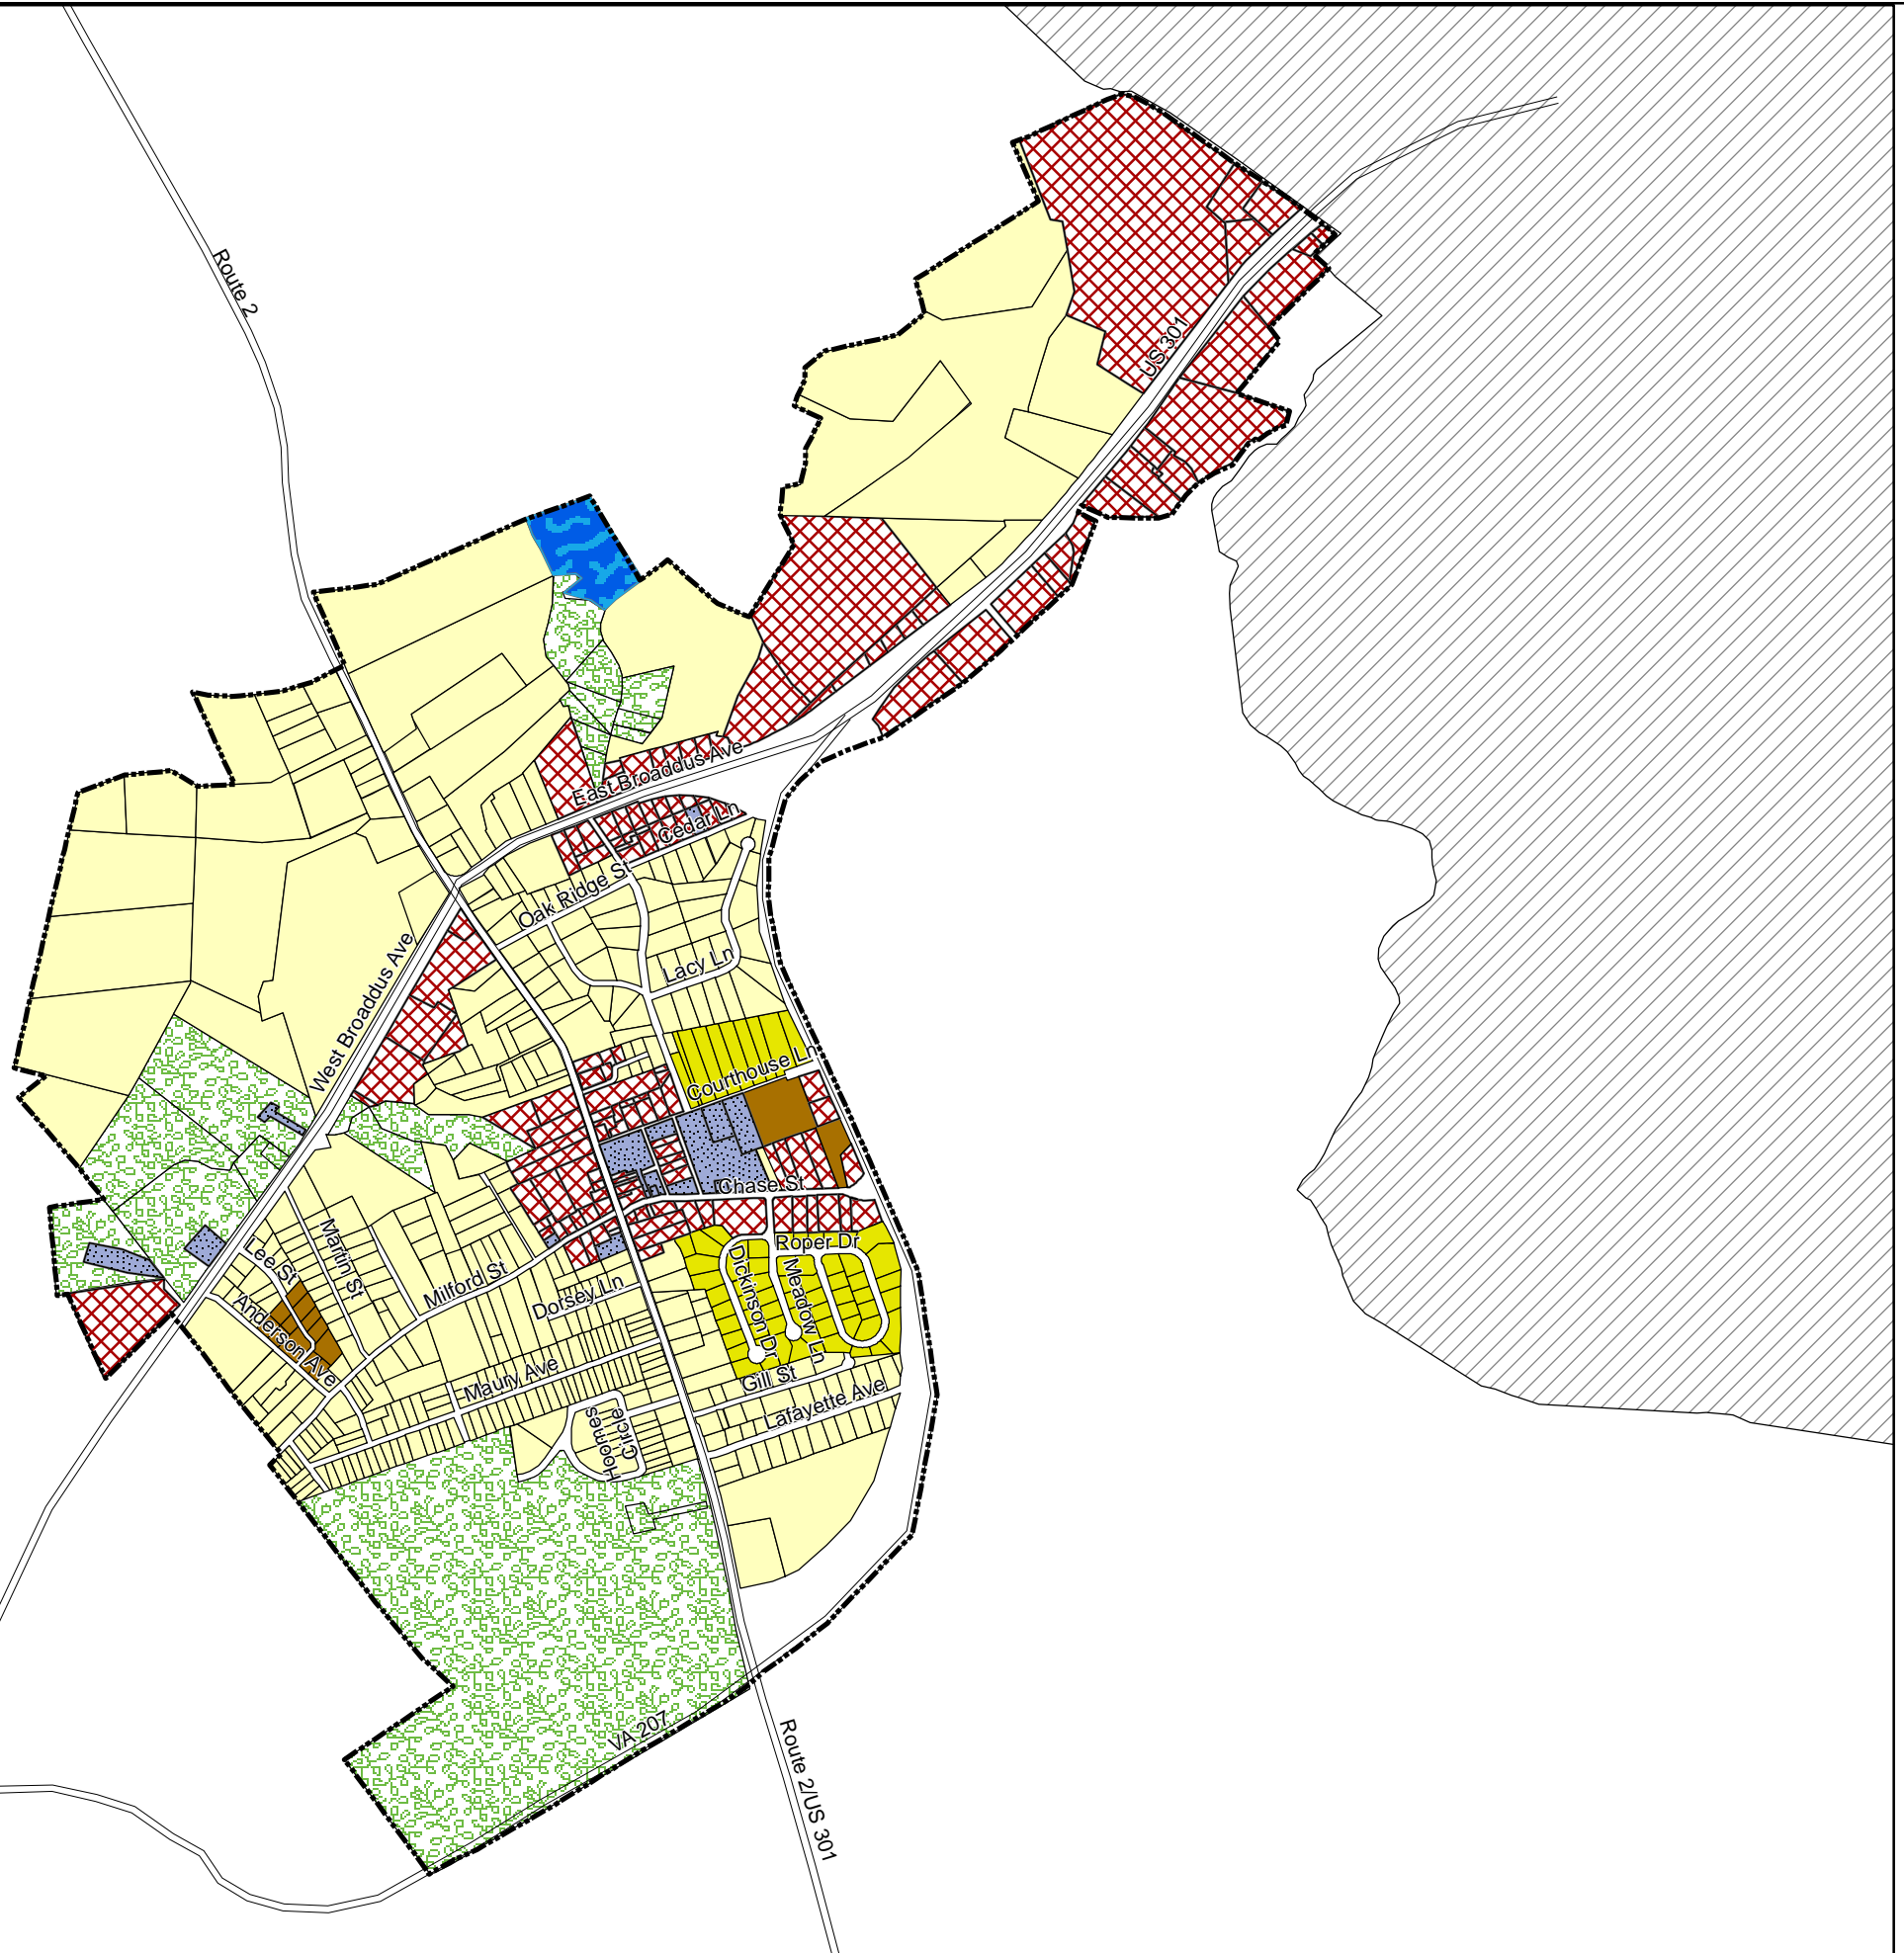 Route 2
US 301
East Broaddus Ave
Cedar Ln
Oak Ridge St
West Broaddus Ave
Lacy Ln
Courthouse Ln
Chase St
Martin St
Lee St
Roper Dr
Milford St
Dickinson Dr
Meadow Ln
Anderson Ave
Dorsey Ln
Maury Ave
Gill St
Lafayette Ave
Hoomes
Circle
VA 207
Route 2/US 301